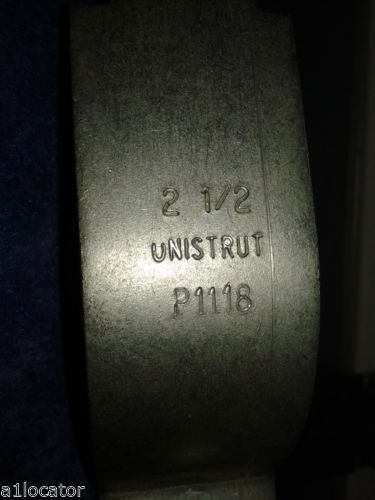 2 1/2
UNISTRUT
P1118
a1locator